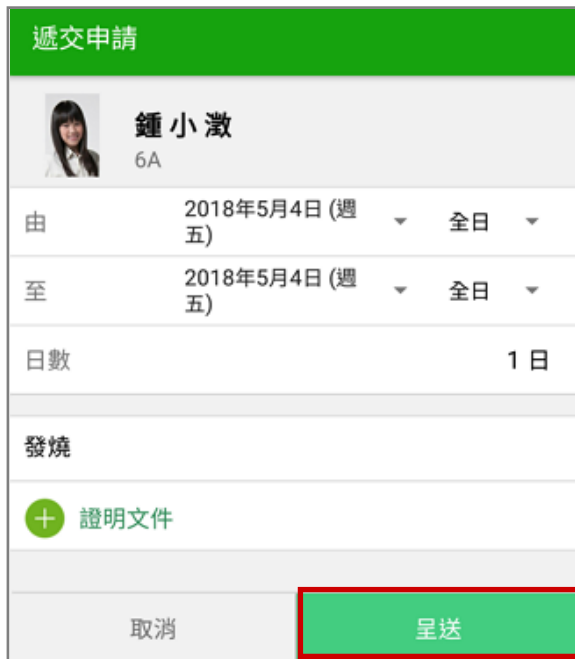 遞交申請
鍾小澂
6A
由 2018年5月4日 (週五) 全日
至 2018年5月4日 (週五) 全日
日數 1 日
發燒
證明文件
取消 呈送